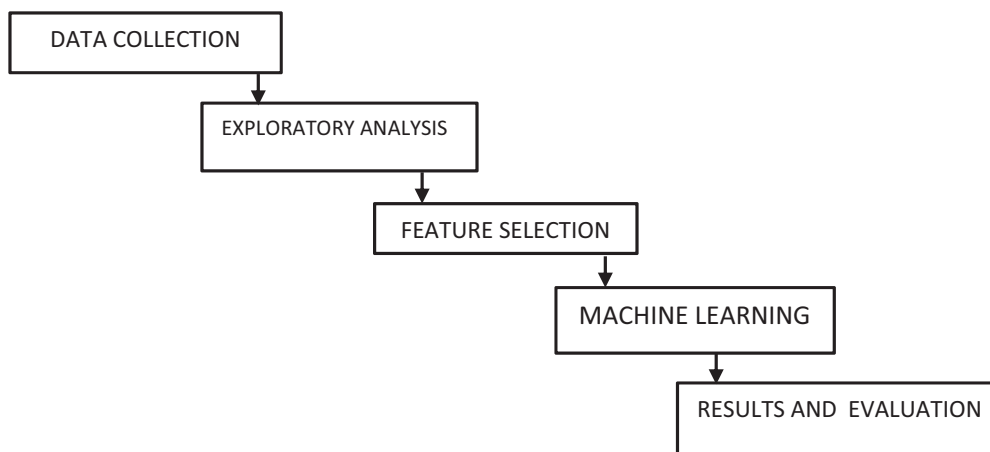 DATA COLLECTION
EXPLORATORY ANALYSIS
FEATURE SELECTION
MACHINE LEARNING
RESULTS AND EVALUATION